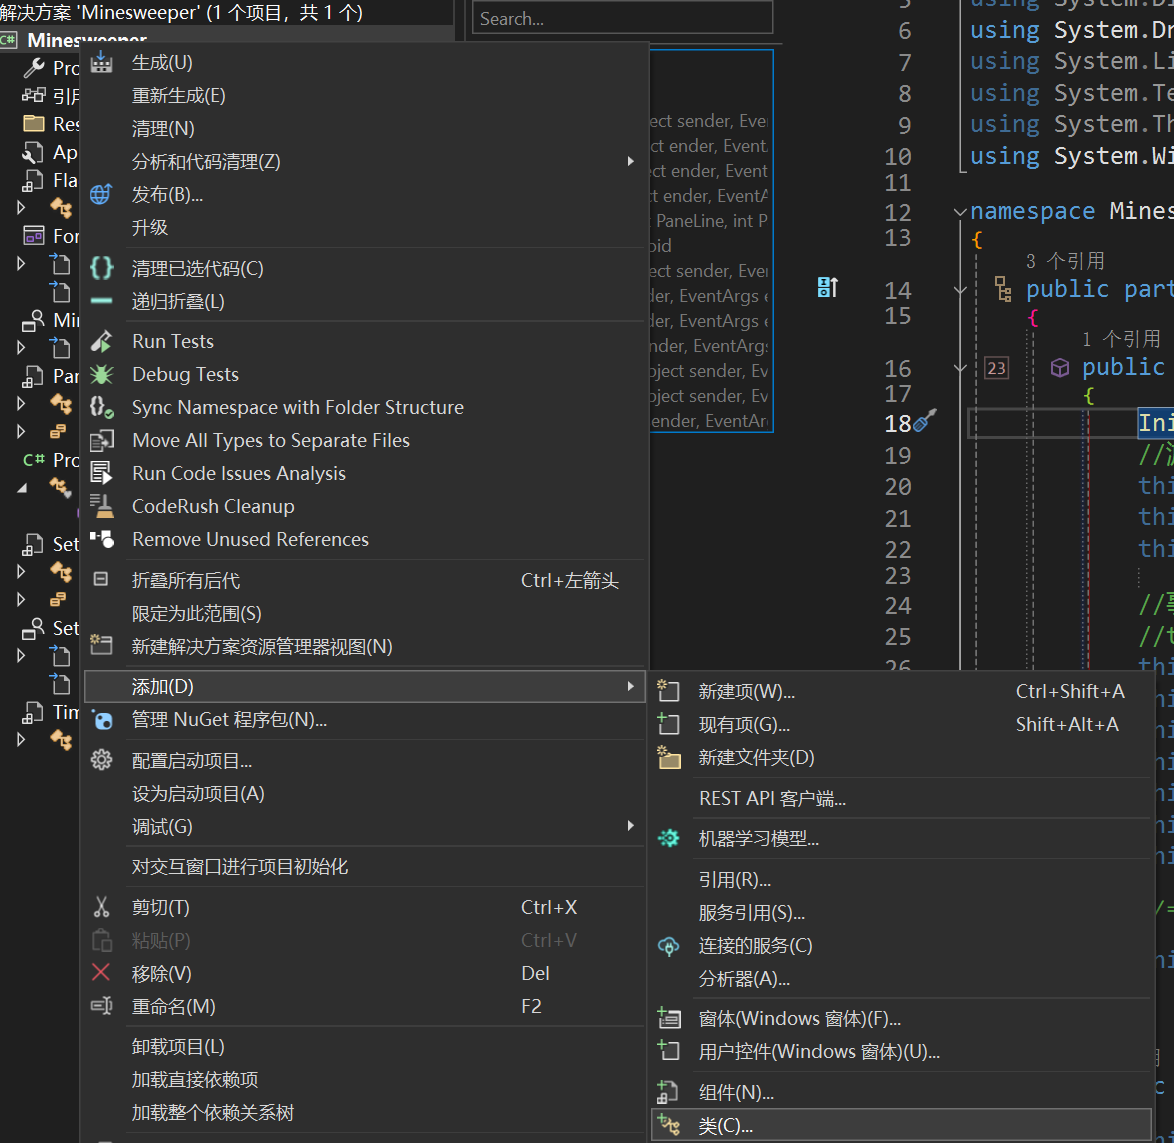 解决方案 'Minesweeper' (1 个项目，共 1 个)
Minesweeper
Res
Ap
Fla
For
Min
Par
Set
Set
Tim
生成(U)
重新生成(E)
清理(N)
分析和代码清理(Z)
发布(B)...
升级
清理已选代码(C)
递归折叠(L)
Run Tests
Debug Tests
Sync Namespace with Folder Structure
Move All Types to Separate Files
Run Code Issues Analysis
CodeRush Cleanup
Remove Unused References
折叠所有后代 Ctrl+左箭头
限定为此范围(S)
新建解决方案资源管理器视图(N)
添加(D)
管理 NuGet 程序包(N)...
配置启动项目...
设为启动项目(A)
调试(G)
对交互窗口进行项目初始化
剪切(T) Ctrl+X
粘贴(P) Ctrl+V
移除(V) Del
重命名(M) F2
卸载项目(L)
加载直接依赖项
加载整个依赖关系树
Search...
ect sender, Even
ect ender, Event
ect ender, Event
ct ender, EventA
PaneLine, int P
oid
ect sender, Even
der, EventArgs e
der, EventArgs e
nder, EventArgs
bject sender, Ev
bject sender, Ev
sender, EventAr
6 using System.Dr
7 using System.Li
8 using System.Te
9 using System.Th
10 using System.Wi
11
12 namespace Mines
13 {
3 个引用
14 public part
15 {
1 个引用
16 23 public
17 {
18 Ini
19
20 thi
21 thi
22 thi
23
24
25
26 thi
新建项(W)... Ctrl+Shift+A
现有项(G)... Shift+Alt+A
新建文件夹(D)
REST API 客户端...
机器学习模型...
引用(R)...
服务引用(S)...
连接的服务(C)
分析器(A)...
窗体(Windows 窗体)(F)...
用户控件(Windows 窗体)(U)...
组件(N)...
类(C)...